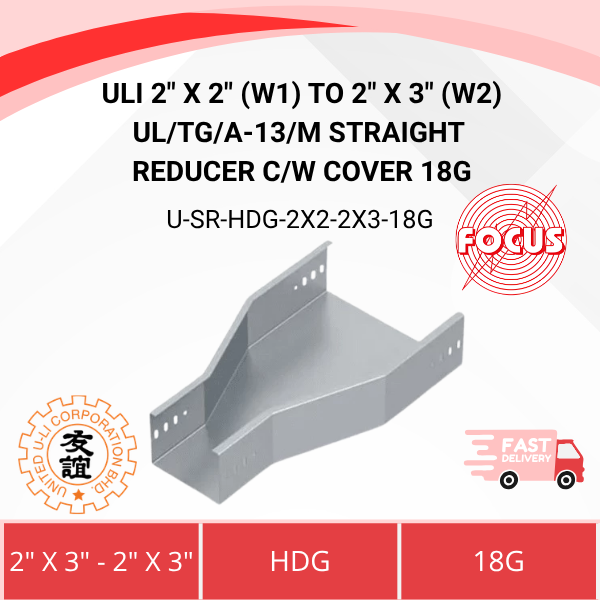 ULI 2" X 2" (W1) TO 2" X 3" (W2)
UL/TG/A-13/M STRAIGHT
REDUCER C/W COVER 18G
U-SR-HDG-2X2-2X3-18G
FOCUS
UNITED U-LI CORPORATION BHD.
友誼
FAST
DELIVERY
2" X 3" - 2" X 3"
HDG
18G